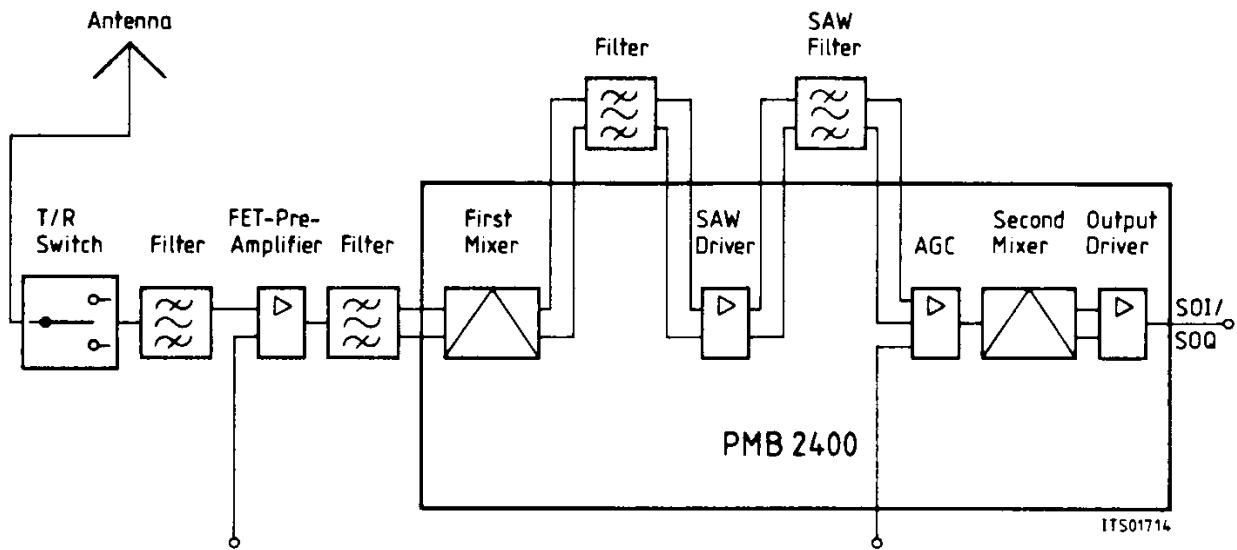 Antenna
Filter
SAW
Filter
T/R
Switch
Filter
FET-Pre-
Amplifier
Filter
First
Mixer
SAW
Driver
AGC
Second
Mixer
Output
Driver
SOI/
SOQ
PMB 2400
ITS01714